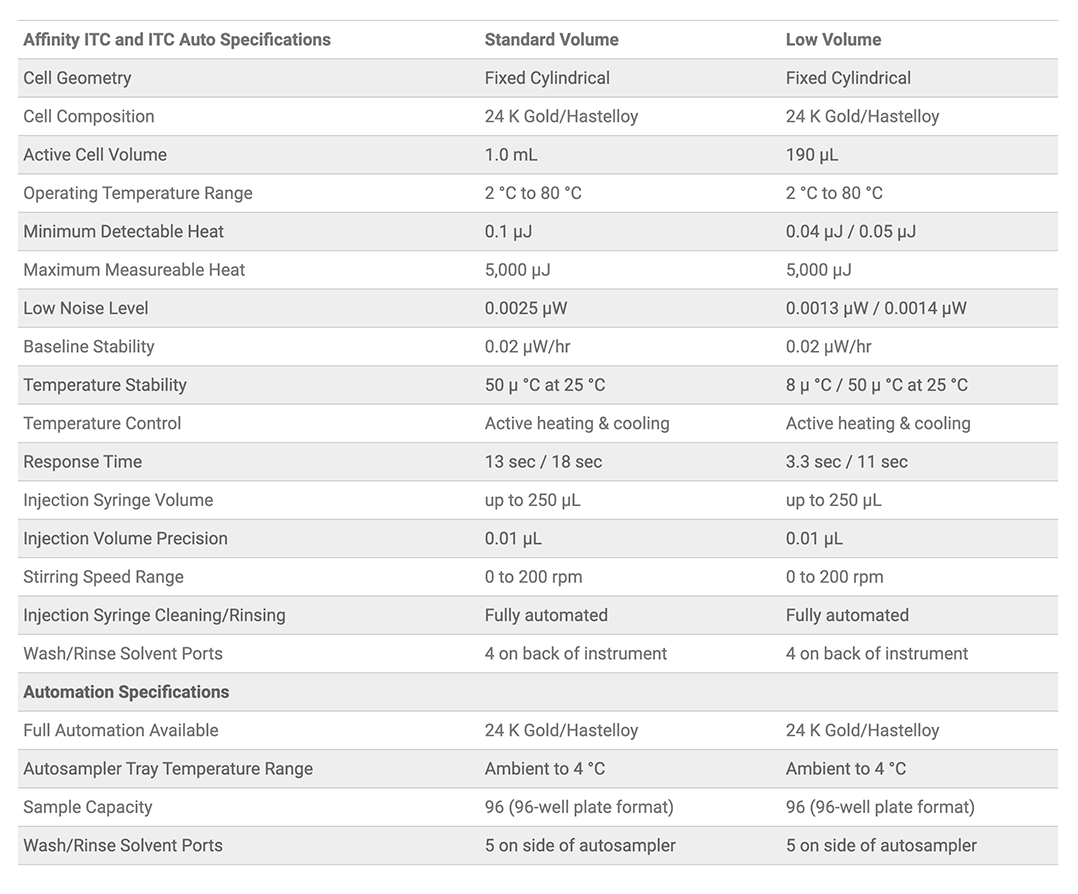 Affinity ITC and ITC Auto Specifications Standard Volume Low Volume
Cell Geometry Fixed Cylindrical Fixed Cylindrical
Cell Composition 24 K Gold/Hastelloy 24 K Gold/Hastelloy
Active Cell Volume 1.0 mL 190 µL
Operating Temperature Range 2 °C to 80 °C 2 °C to 80 °C
Minimum Detectable Heat 0.1 µJ 0.04 µJ / 0.05 µJ
Maximum Measureable Heat 5,000 µJ 5,000 µJ
Low Noise Level 0.0025 µW 0.0013 µW / 0.0014 µW
Baseline Stability 0.02 µW/hr 0.02 µW/hr
Temperature Stability 50 µ °C at 25 °C 8 µ °C / 50 µ °C at 25 °C
Temperature Control Active heating & cooling Active heating & cooling
Response Time 13 sec / 18 sec 3.3 sec / 11 sec
Injection Syringe Volume up to 250 µL up to 250 µL
Injection Volume Precision 0.01 µL 0.01 µL
Stirring Speed Range 0 to 200 rpm 0 to 200 rpm
Injection Syringe Cleaning/Rinsing Fully automated Fully automated
Wash/Rinse Solvent Ports 4 on back of instrument 4 on back of instrument
Automation Specifications
Full Automation Available 24 K Gold/Hastelloy 24 K Gold/Hastelloy
Autosampler Tray Temperature Range Ambient to 4 °C Ambient to 4 °C
Sample Capacity 96 (96-well plate format) 96 (96-well plate format)
Wash/Rinse Solvent Ports 5 on side of autosampler 5 on side of autosampler